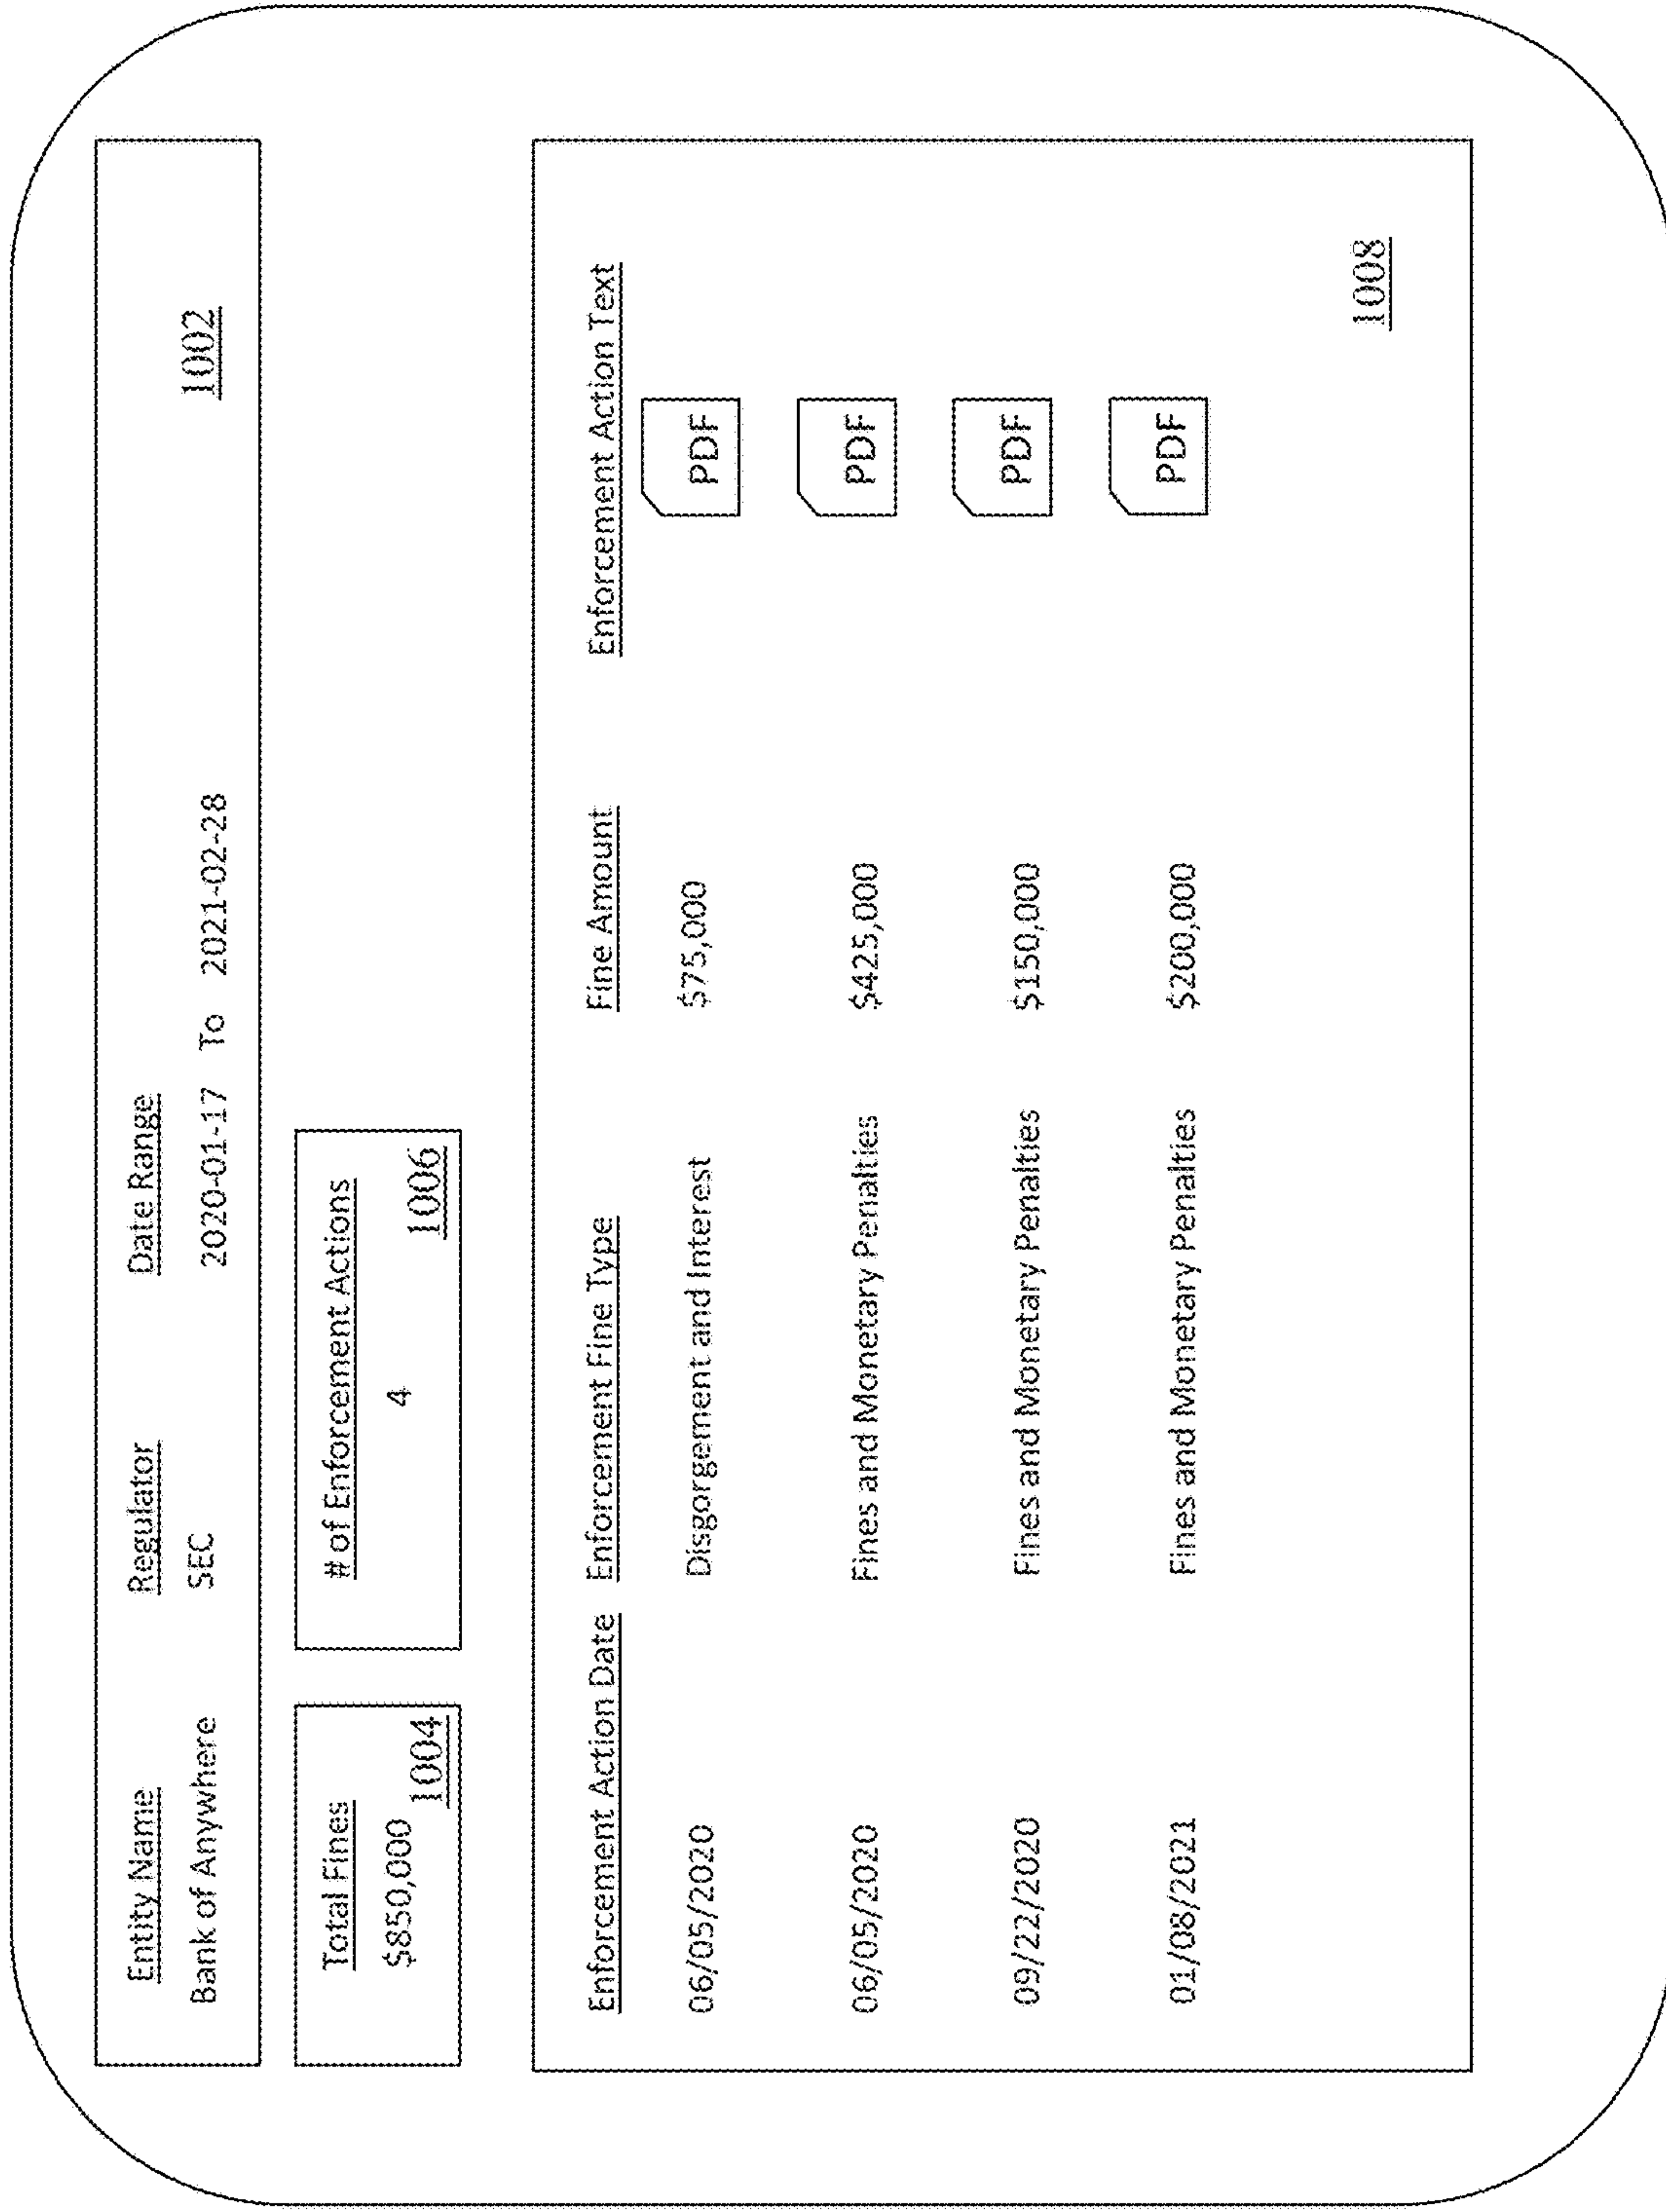 Entity Name Regulator Date Range
Bank of Anywhere SEC 2020-01-17 To 2021-02-28
1002
Total Fines
$850,000
1004
# of Enforcement Actions
4
1006
Enforcement Action Date Enforcement Fine Type Fine Amount Enforcement Action Text
06/05/2020 Disgorgement and Interest $75,000 PDF
06/05/2020 Fines and Monetary Penalties $425,000 PDF
09/22/2020 Fines and Monetary Penalties $150,000 PDF
01/08/2021 Fines and Monetary Penalties $200,000 PDF
1008